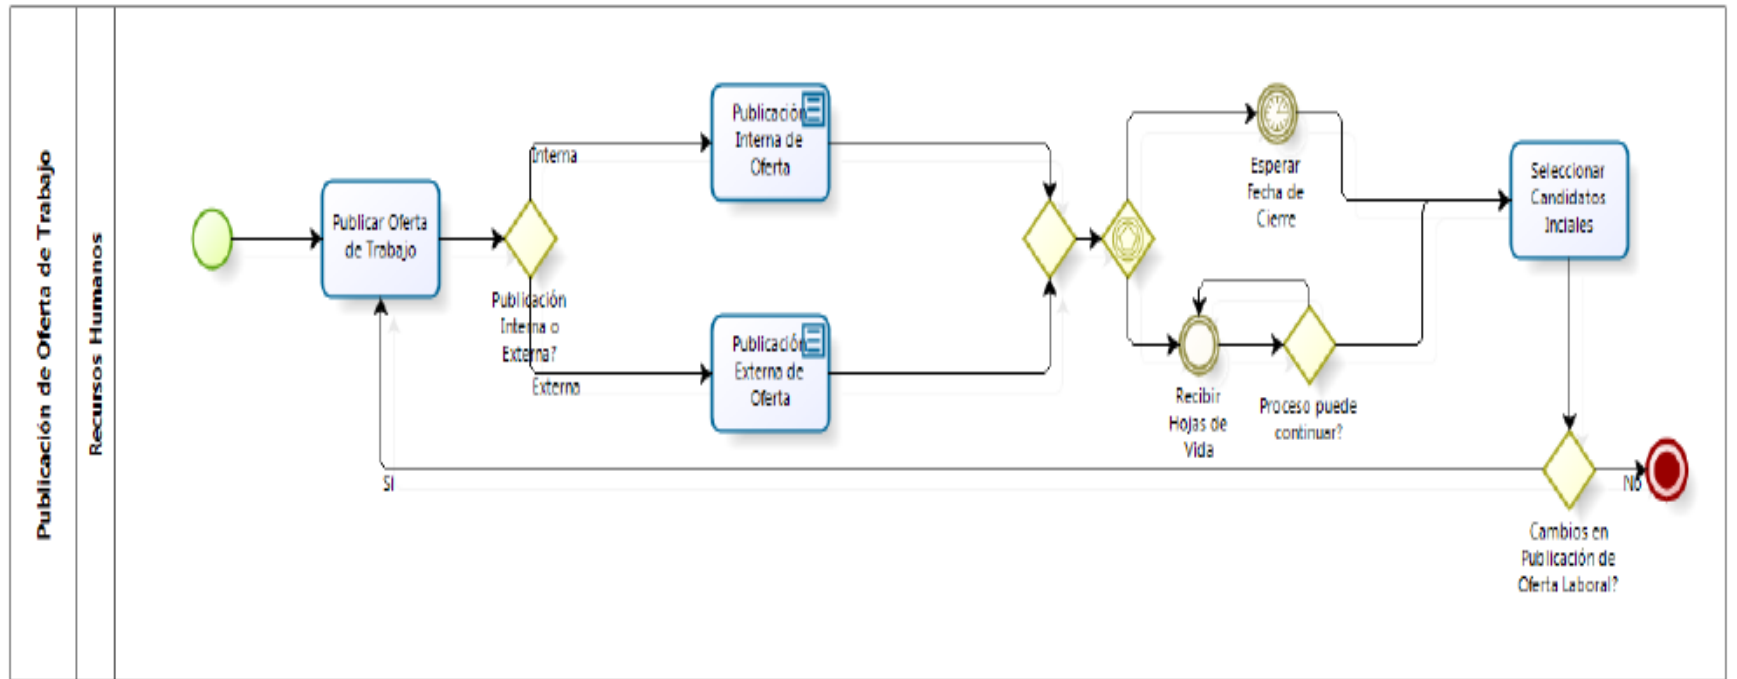 Publicación de Oferta de Trabajo
Recursos Humanos
Publicar Oferta
de Trabajo
Publicación
Interna o
Externa?
Interna
Externa
Publicación
Interna de
Oferta
Publicación
Externa de
Oferta
Esperar
Fecha de
Cierre
Recibir
Hojas de
Vida
Proceso puede
continuar?
Seleccionar
Candidatos
Inciales
Cambios en
Publicación de
Oferta Laboral?
Si
No